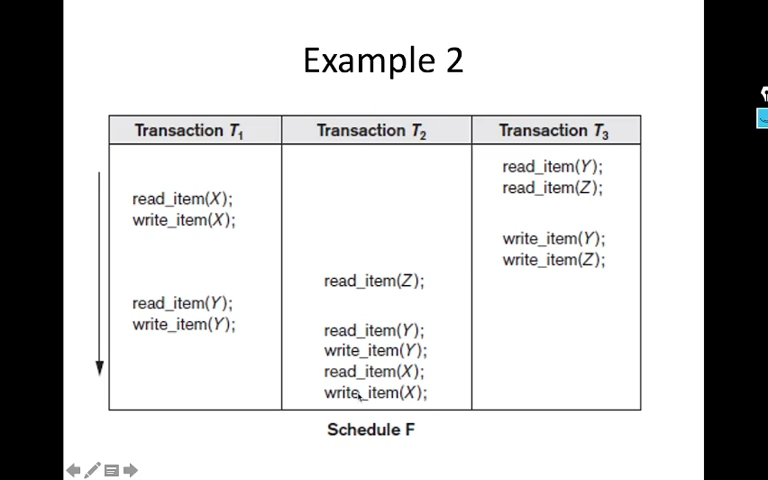 Example 2
Transaction T1 Transaction T2 Transaction T3
read_item(Y);
read_item(Z);
read_item(X);
write_item(X);
write_item(Y);
write_item(Z);
read_item(Z);
read_item(Y);
write_item(Y);
read_item(Y);
write_item(Y);
read_item(X);
write_item(X);
Schedule F